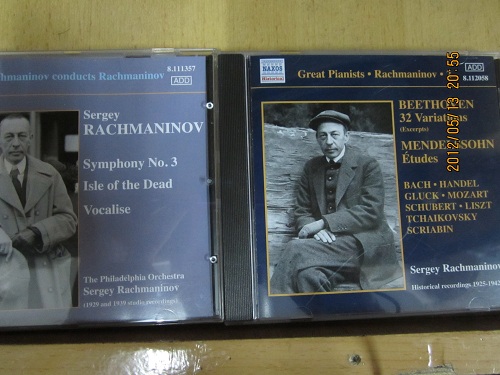 hmaninov conducts Rachmaninov
8.111357
ADD
Sergey
RACHMANINOV
Symphony No. 3
Isle of the Dead
Vocalise
The Philadelphia Orchestra
Sergey Rachmaninov
(1929 and 1939 studio recordings)
NAXOS
Historical
Great Pianists • Rachmaninov •
ADD
8.112058
BEETHOVEN
32 Variations
(Excerpts)
MENDELSSOHN
Études
BACH • HANDEL
GLUCK • MOZART
SCHUBERT • LISZT
TCHAIKOVSKY
SCRIABIN
Sergey Rachmaninov
Historical recordings 1925-1942
2012/05/13 20:55